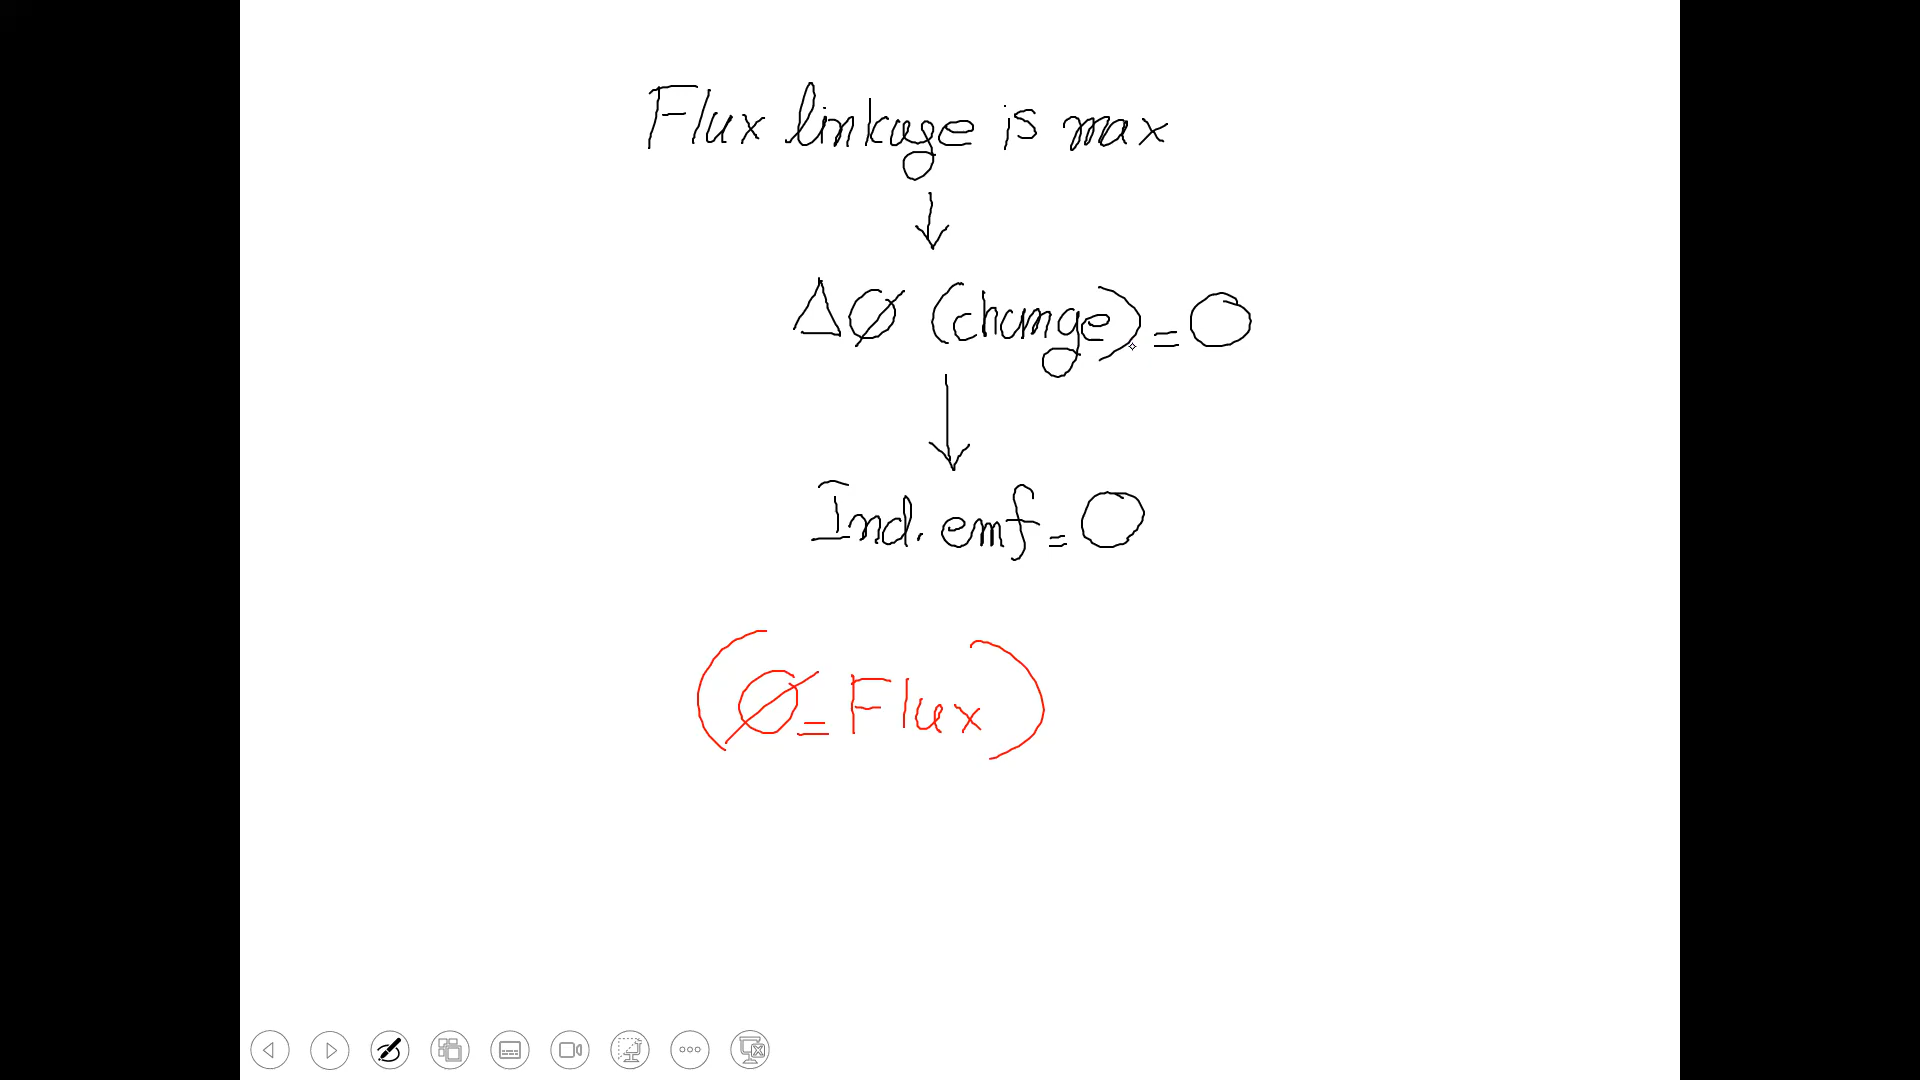 Flux linkage is max
↓
ΔØ (change) = 0
↓
Ind. emf = 0
(Ø = Flux)